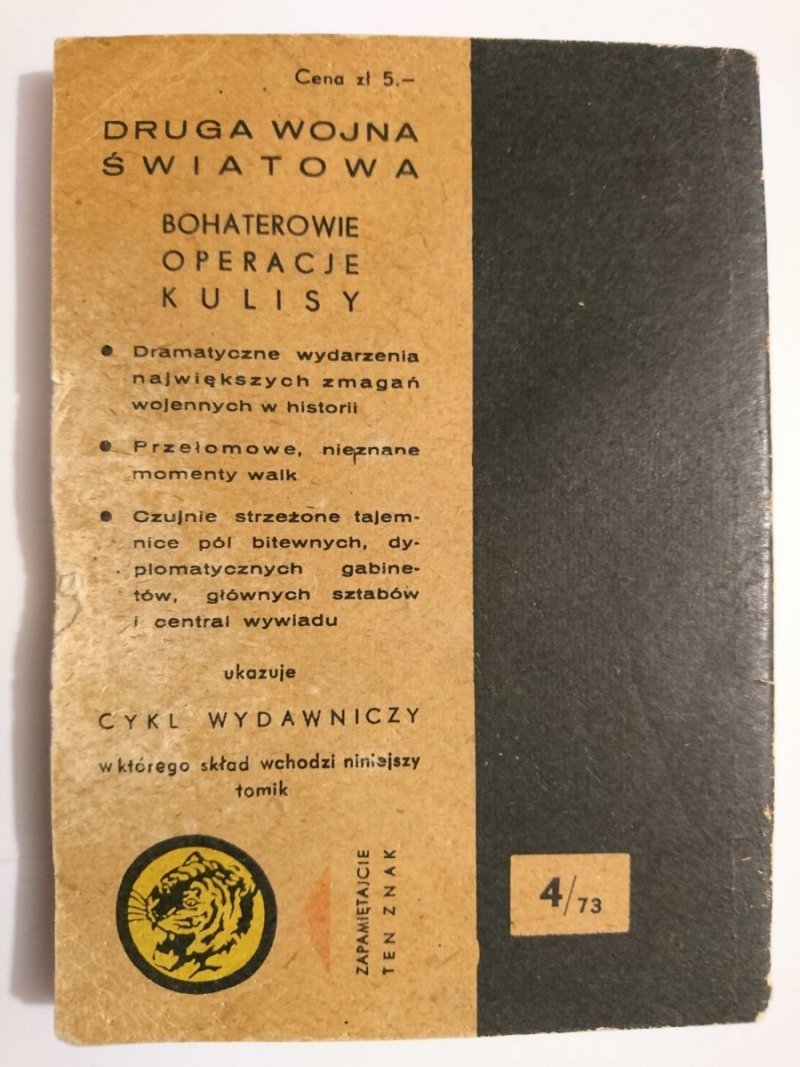 Cena zł 5.—
DRUGA WOJNA
ŚWIATOWA
BOHATEROWIE
OPERACJE
KULISY
● Dramatyczne wydarzenia
największych zmagań
wojennych w historii
● Przełomowe, nieznane
momenty walk
● Czujnie strzeżone tajem-
nice pól bitewnych, dy-
plomatycznych gabine-
tów, głównych sztabów
i central wywiadu
ukazuje
CYKL WYDAWNICZY
w którego skład wchodzi niniejszy
tomik
ZAPAMIĘTAJCIE
TEN ZNAK
4/73